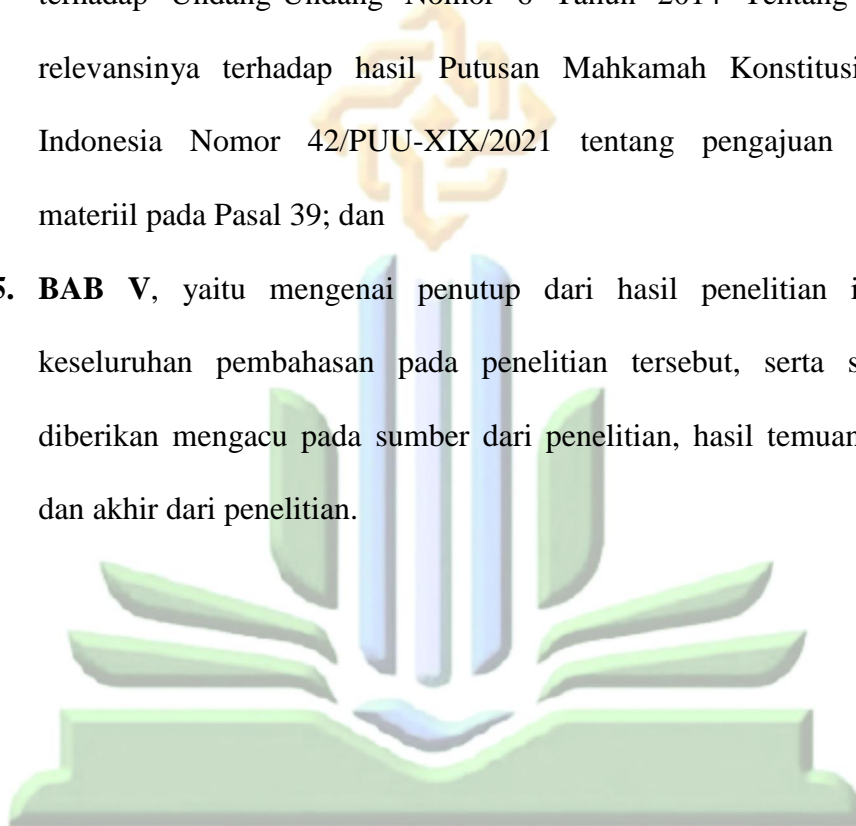 terhadap Undang-Undang Nomor 6 Tahun 2014 Tentang
relevansinya terhadap hasil Putusan Mahkamah Konstitusi
Indonesia Nomor 42/PUU-XIX/2021 tentang pengajuan
materiil pada Pasal 39; dan
5. BAB V, yaitu mengenai penutup dari hasil penelitian
keseluruhan pembahasan pada penelitian tersebut, serta
diberikan mengacu pada sumber dari penelitian, hasil temuan
dan akhir dari penelitian.